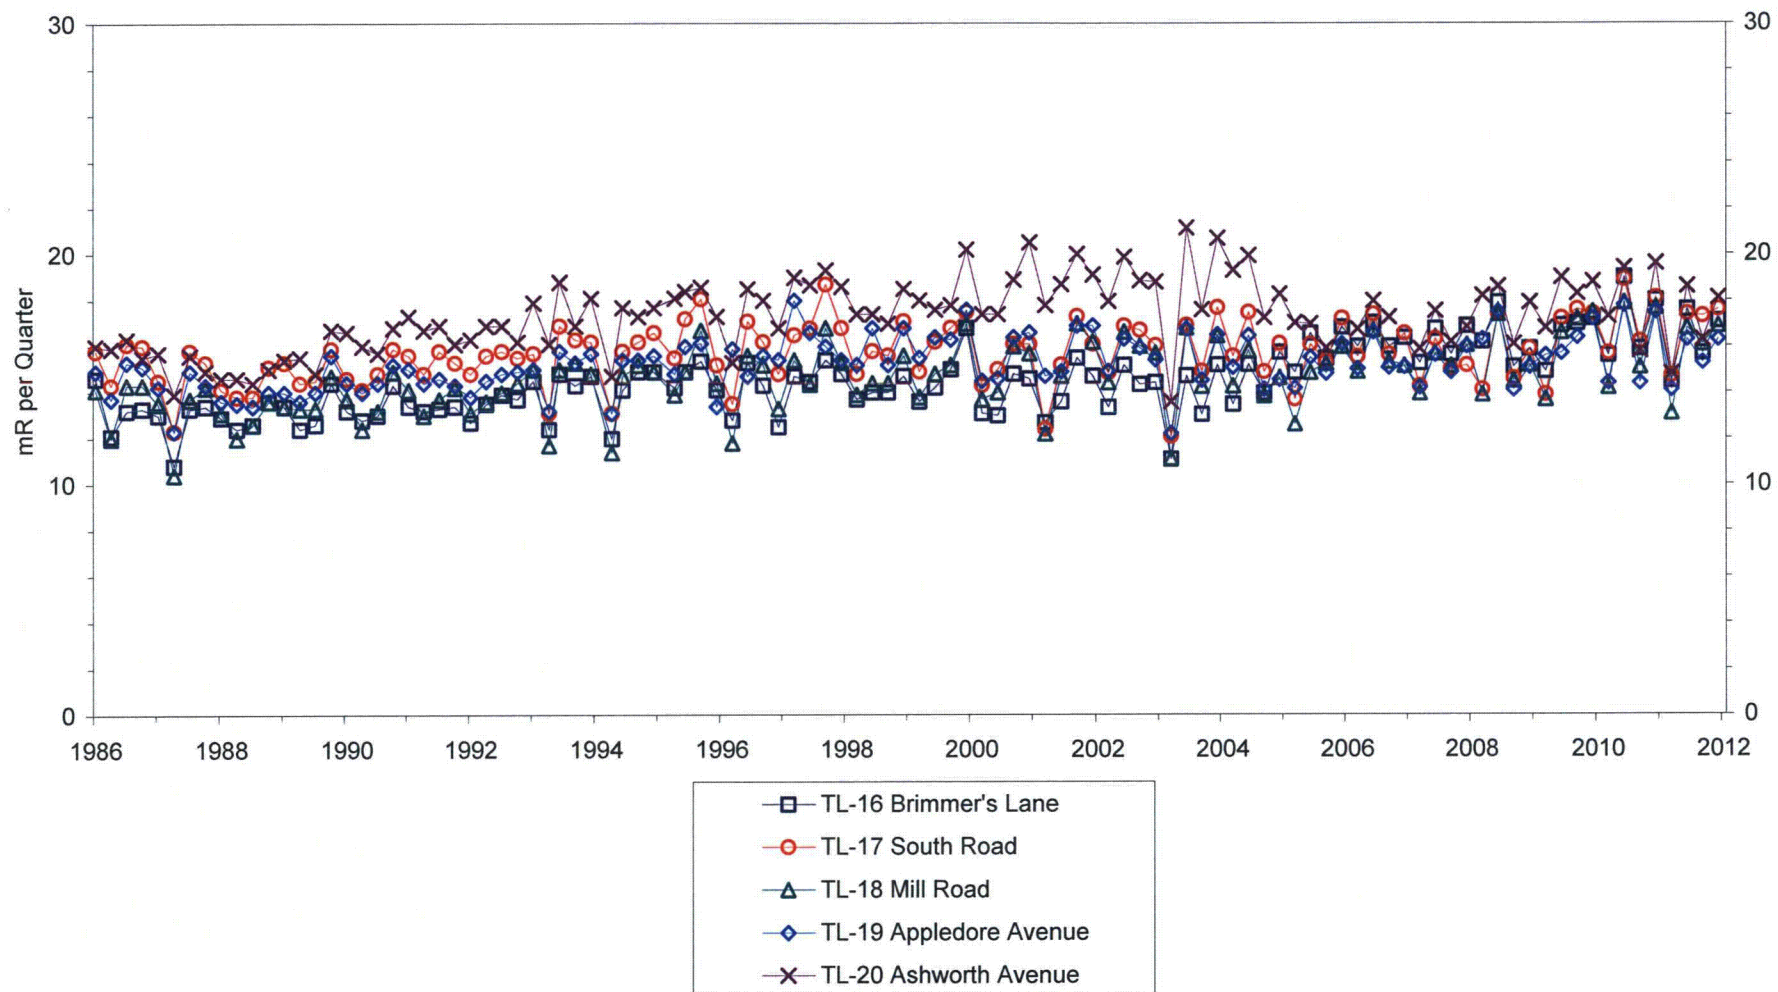 30
30
20
20
mR per Quarter
10
10
0
0
1986 1988 1990 1992 1994 1996 1998 2000 2002 2004 2006 2008 2010 2012
TL-16 Brimmer's Lane
TL-17 South Road
TL-18 Mill Road
TL-19 Appledore Avenue
TL-20 Ashworth Avenue